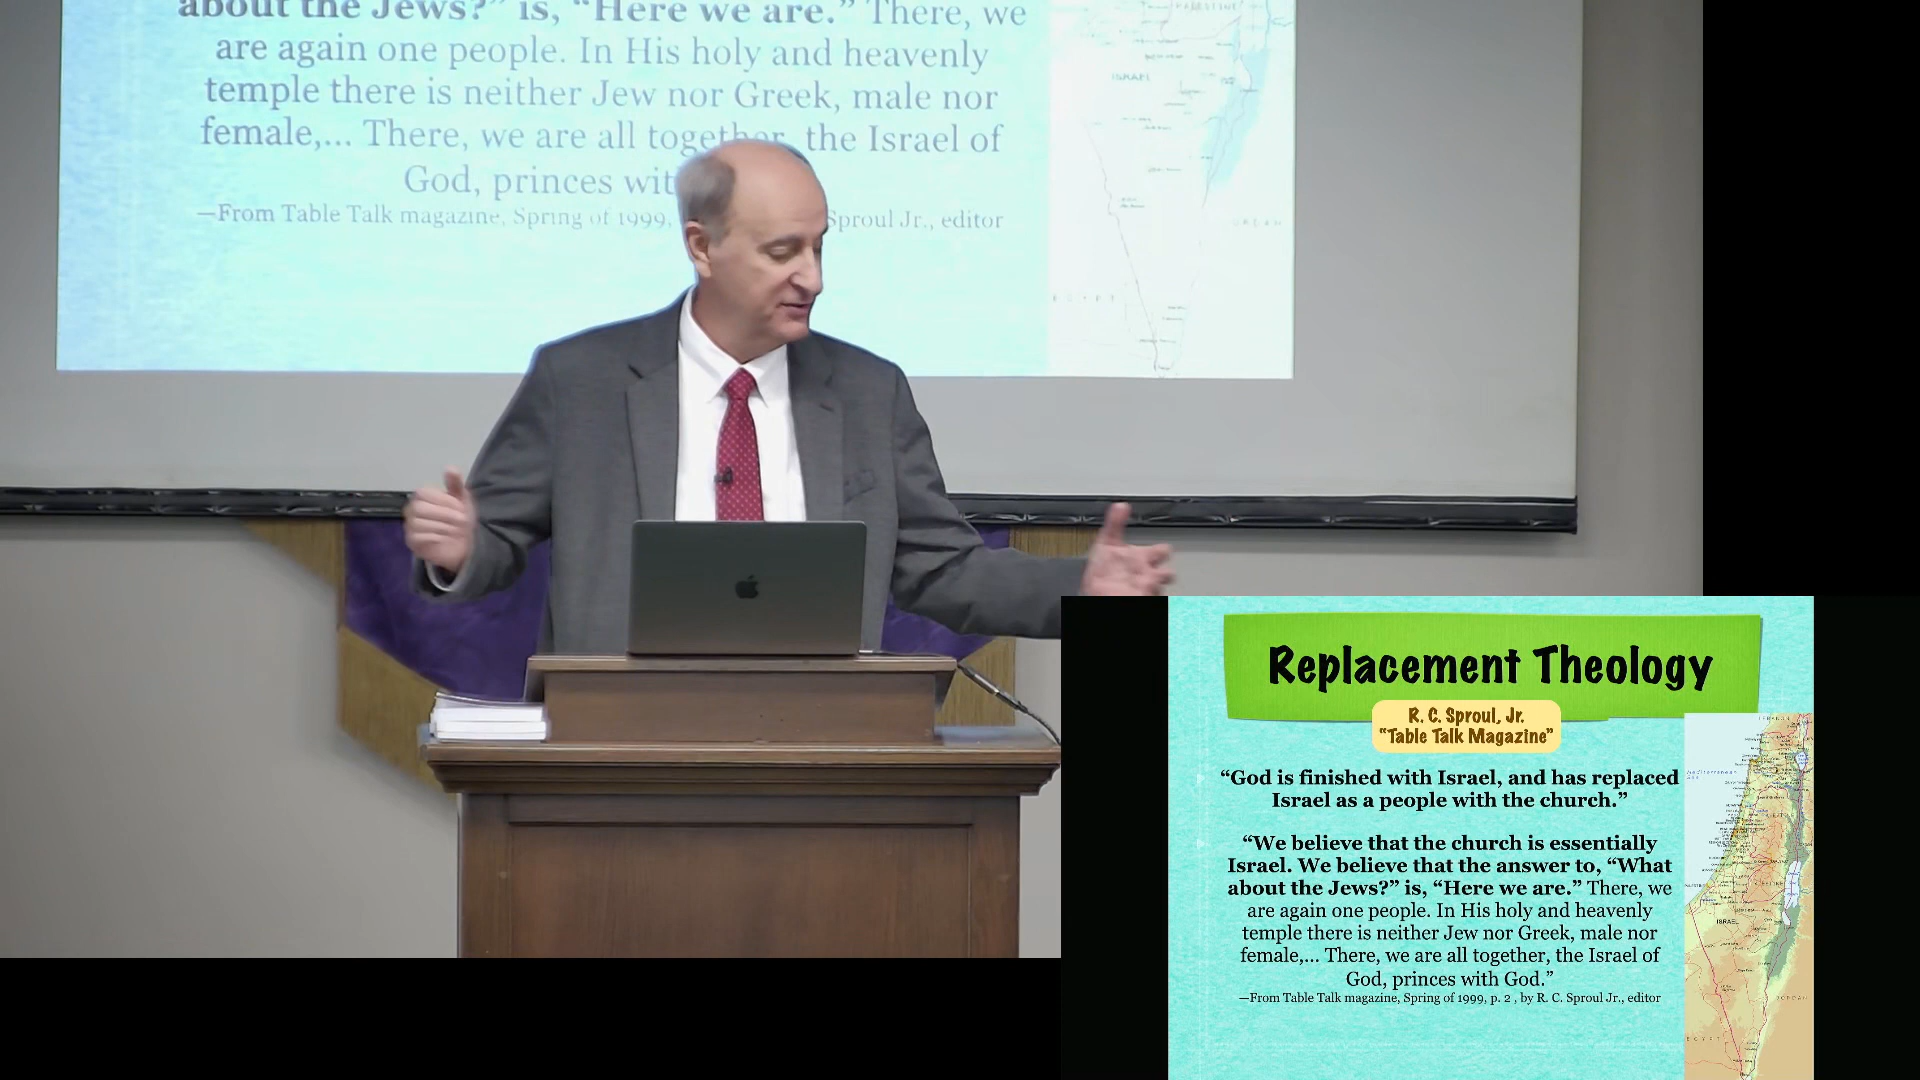 about the Jews?” is, “Here we are.” There, we
are again one people. In His holy and heavenly
temple there is neither Jew nor Greek, male nor
female,... There, we are all together, the Israel of
God, princes wit
—From Table Talk magazine, Spring of 1999,
Sproul Jr., editor
ISRAEL
EGYPT
Replacement Theology
R. C. Sproul, Jr.
“Table Talk Magazine”
“God is finished with Israel, and has replaced
Israel as a people with the church.”
“We believe that the church is essentially
Israel. We believe that the answer to, “What
about the Jews?” is, “Here we are.” There, we
are again one people. In His holy and heavenly
temple there is neither Jew nor Greek, male nor
female,... There, we are all together, the Israel of
God, princes with God.”
—From Table Talk magazine, Spring of 1999, p. 2 , by R. C. Sproul Jr., editor
ISRAEL
JORDAN
EGYPT